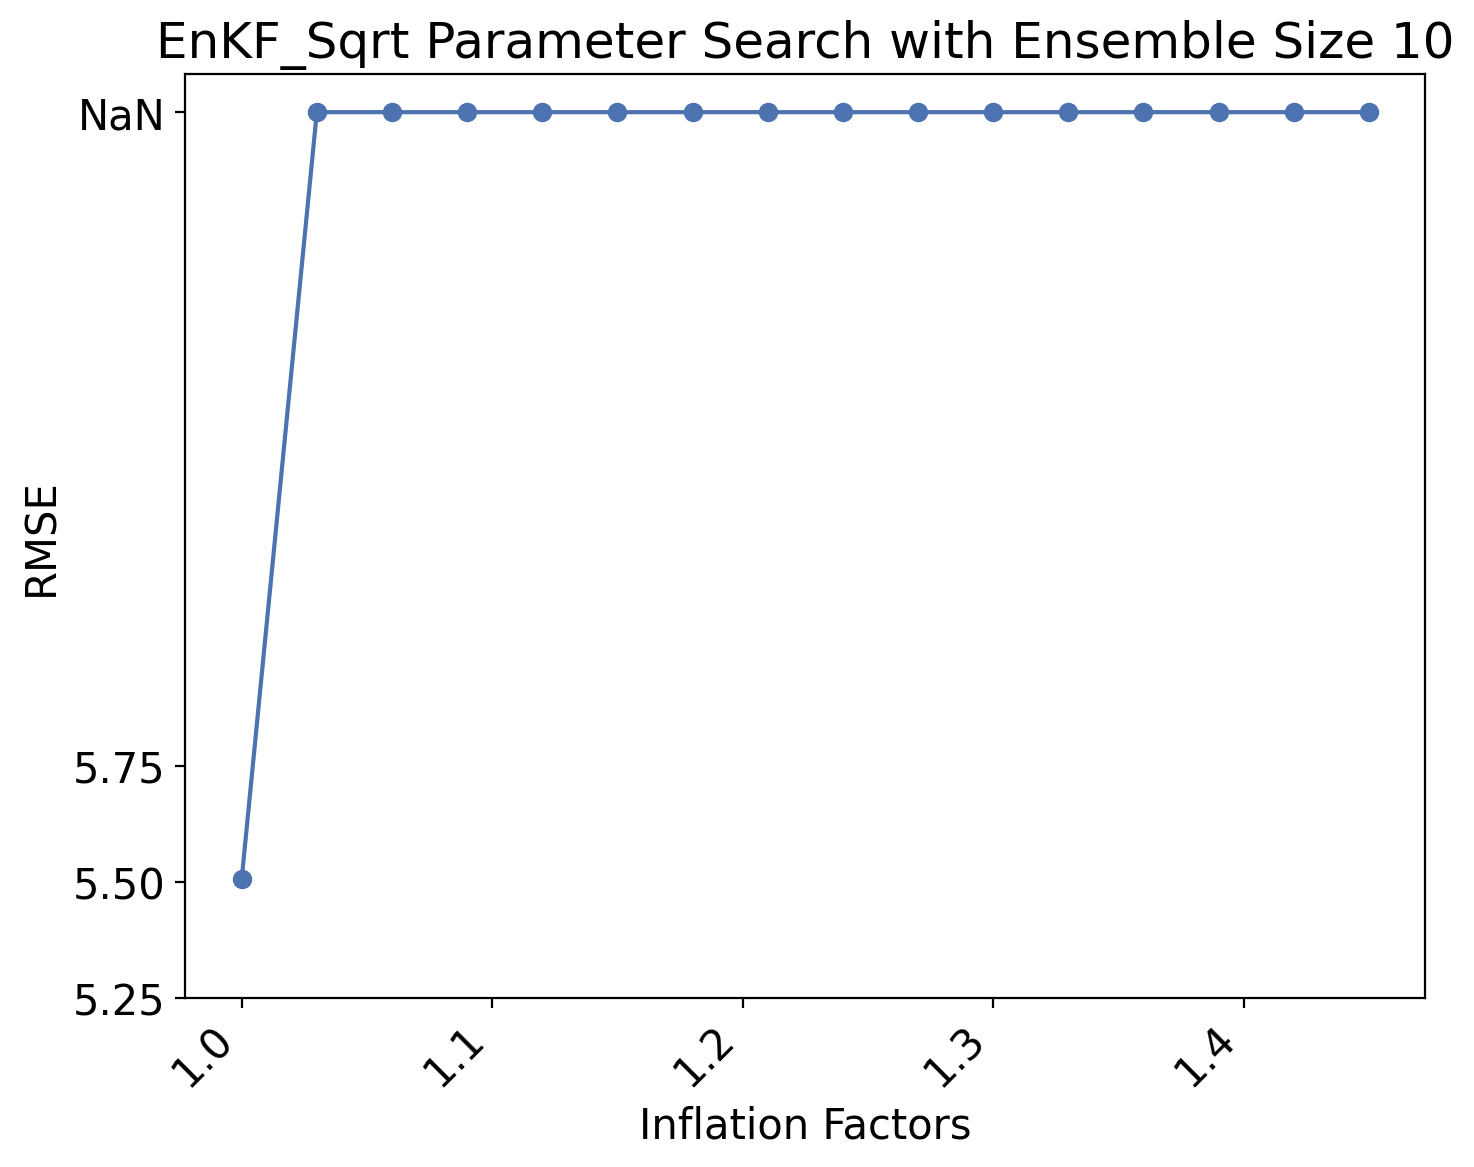 EnKF_Sqrt Parameter Search with Ensemble Size 10
NaN
5.75
5.50
5.25
RMSE
1.0
1.1
1.2
1.3
1.4
Inflation Factors